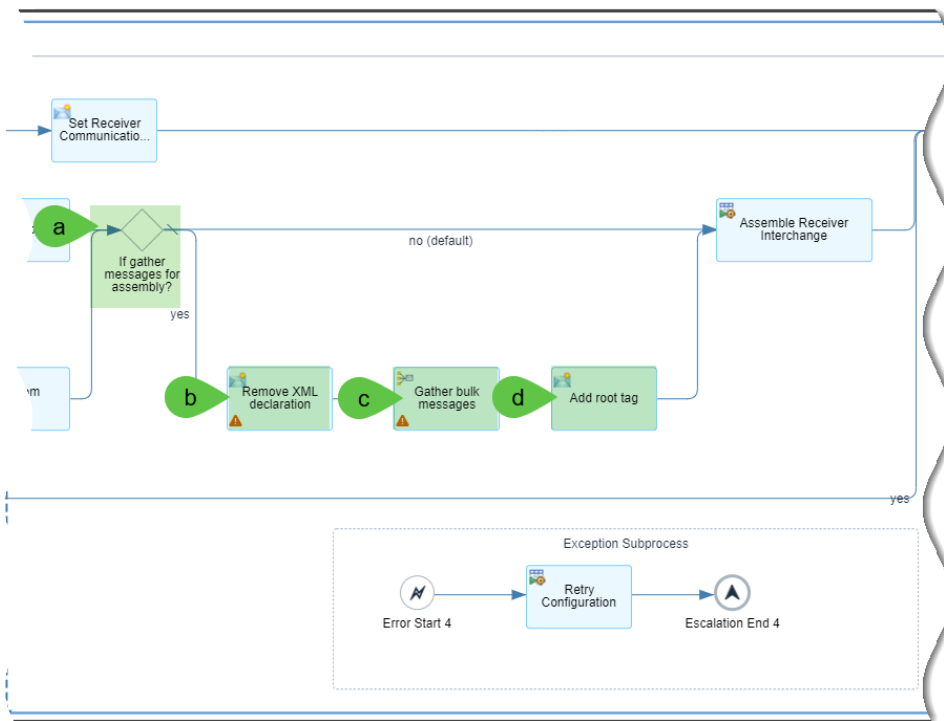 Set Receiver
Communicatio...
a
no (default)
Assemble Receiver
Interchange
If gather
messages for
assembly?
yes
b
Remove XML
declaration
c
Gather bulk
messages
d
Add root tag
yes
Exception Subprocess
Error Start 4
Retry
Configuration
Escalation End 4